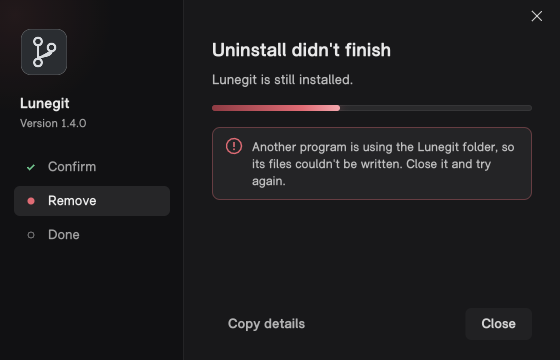 Lunegit
Version 1.4.0
Confirm
Remove
Done
Uninstall didn't finish
Lunegit is still installed.
Another program is using the Lunegit folder, so
its files couldn't be written. Close it and try
again.
Copy details
Close